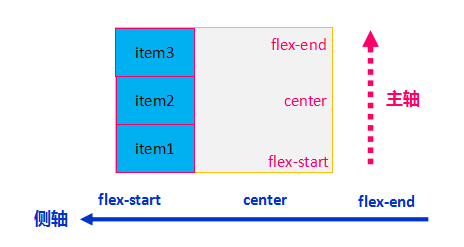 item3
item2
item1
flex-end
center
flex-start
主轴
flex-start center flex-end
侧轴